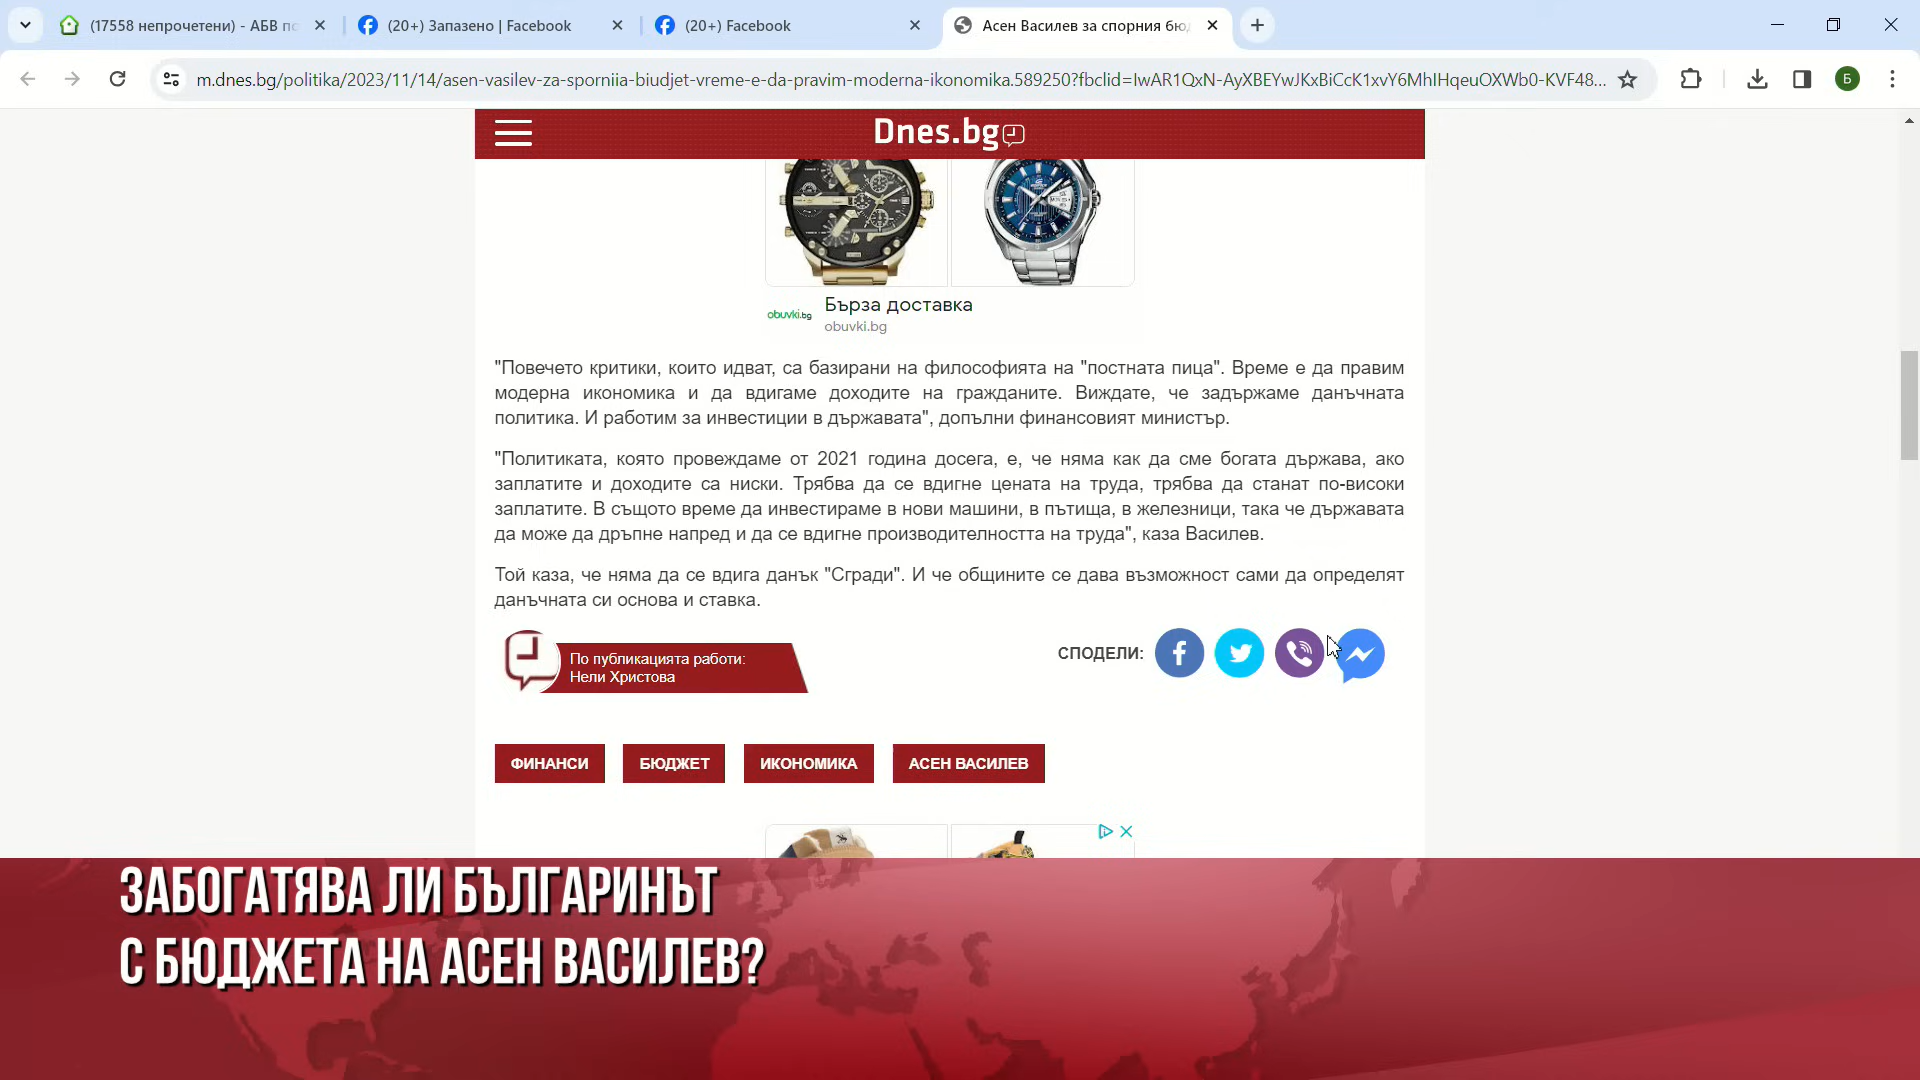 (17558 непрочетени) - АБВ по
(20+) Запазено | Facebook
(20+) Facebook
Асен Василев за спорния бюд
m.dnes.bg/politika/2023/11/14/asen-vasilev-za-sporniia-biudjet-vreme-e-da-pravim-moderna-ikonomika.589250?fbclid=IwAR1QxN-AyXBEYwJKxBiCcK1xvY6MhIHqeuOXWb0-KVF48...
Б
Dnes.bg
Бърза доставка
obuvki.bg
obuvki.bg
"Повечето критики, които идват, са базирани на философията на "постната пица". Време е да правим
модерна икономика и да вдигаме доходите на гражданите. Виждате, че задържаме данъчната
политика. И работим за инвестиции в държавата", допълни финансовият министър.
"Политиката, която провеждаме от 2021 година досега, е, че няма как да сме богата държава, ако
заплатите и доходите са ниски. Трябва да се вдигне цената на труда, трябва да станат по-високи
заплатите. В същото време да инвестираме в нови машини, в пътища, в железници, така че държавата
да може да дръпне напред и да се вдигне производителността на труда", каза Василев.
Той каза, че няма да се вдига данък "Сгради". И че общините се дава възможност сами да определят
данъчната си основа и ставка.
По публикацията работи:
Нели Христова
СПОДЕЛИ:
ФИНАНСИ
БЮДЖЕТ
ИКОНОМИКА
АСЕН ВАСИЛЕВ
ЗАБОГАТЯВА ЛИ БЪЛГАРИНЪТ
С БЮДЖЕТА НА АСЕН ВАСИЛЕВ?